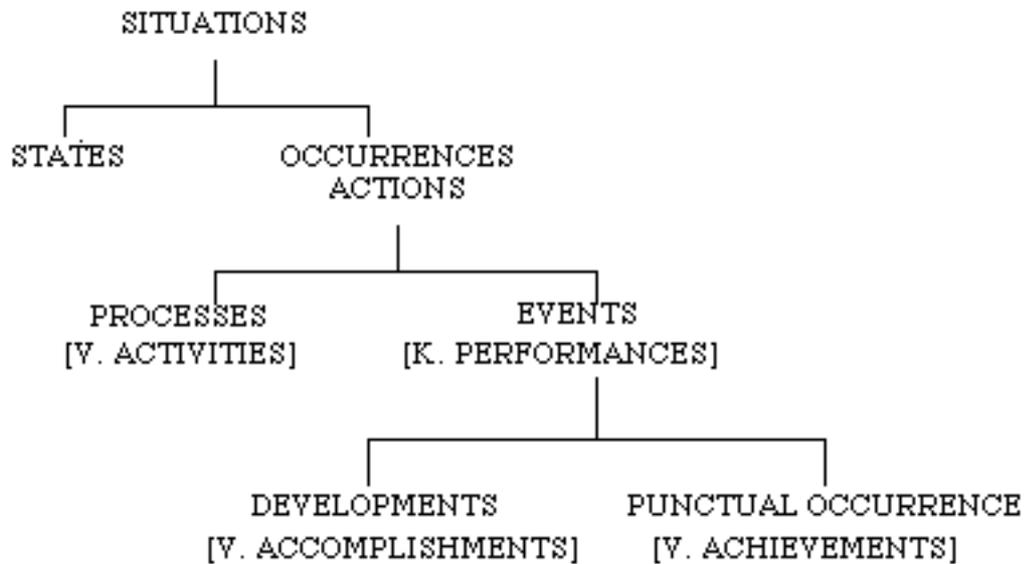 SITUATIONS
STATES OCCURRENCES
ACTIONS
PROCESSES EVENTS
[V. ACTIVITIES] [K. PERFORMANCES]
DEVELOPMENTS PUNCTUAL OCCURRENCE
[V. ACCOMPLISHMENTS] [V. ACHIEVEMENTS]